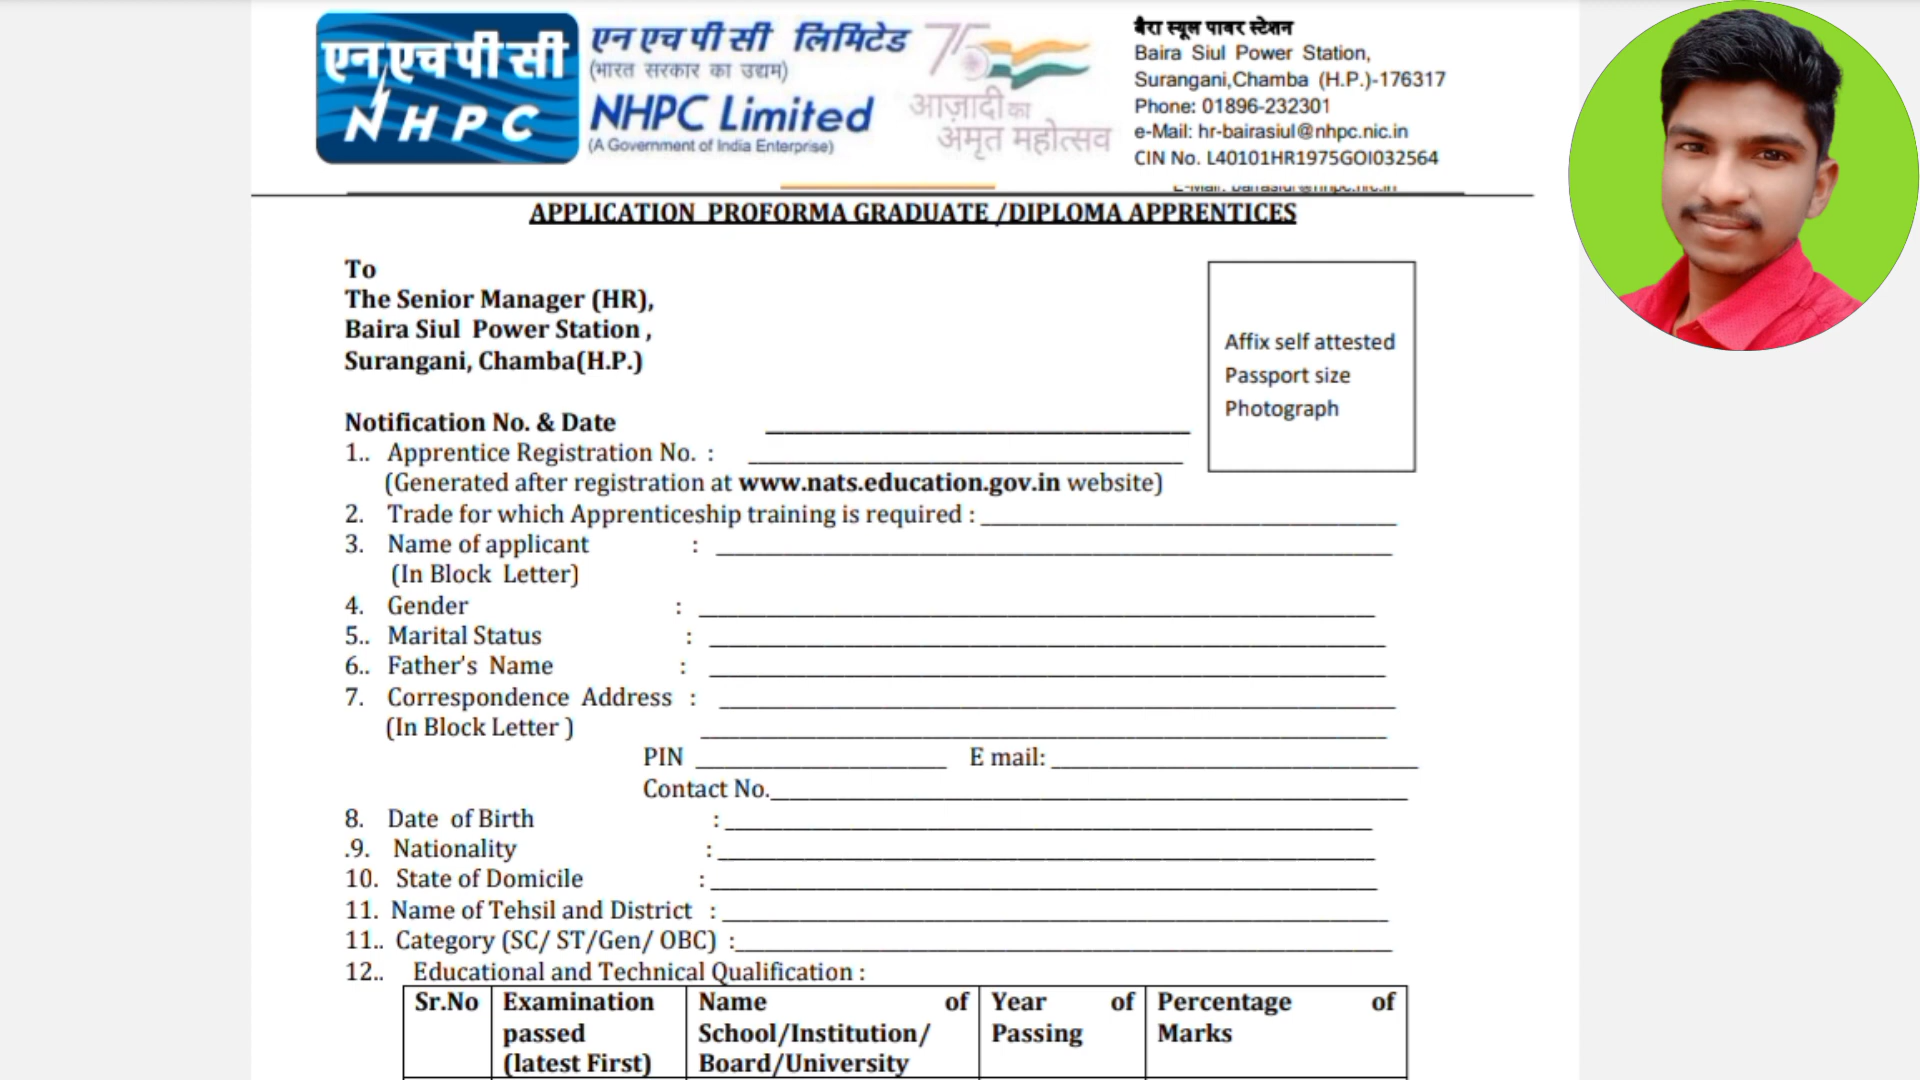 एन एच पी सी
NHPC
एन एच पी सी लिमिटेड
(भारत सरकार का उद्यम)
NHPC Limited
(A Government of India Enterprise)
75
आज़ादी का
अमृत महोत्सव
बैरा स्यूल पावर स्टेशन
Baira Siul Power Station,
Surangani,Chamba (H.P.)-176317
Phone: 01896-232301
e-Mail: hr-bairasiul@nhpc.nic.in
CIN No. L40101HR1975GOI032564
E-Mail: bairasiul@nhpc.nic.in
APPLICATION PROFORMA GRADUATE /DIPLOMA APPRENTICES
To
The Senior Manager (HR),
Baira Siul Power Station ,
Surangani, Chamba(H.P.)
Affix self attested
Passport size
Photograph
Notification No. & Date
1.. Apprentice Registration No. :
(Generated after registration at www.nats.education.gov.in website)
2. Trade for which Apprenticeship training is required :
3. Name of applicant :
(In Block Letter)
4. Gender :
5.. Marital Status :
6.. Father's Name :
7. Correspondence Address :
(In Block Letter )
PIN E mail:
Contact No.
8. Date of Birth :
.9. Nationality :
10. State of Domicile :
11. Name of Tehsil and District :
11.. Category (SC/ ST/Gen/ OBC) :
12.. Educational and Technical Qualification :
Sr.No Examination Name of Year of Percentage of
passed School/Institution/ Passing Marks
(latest First) Board/University